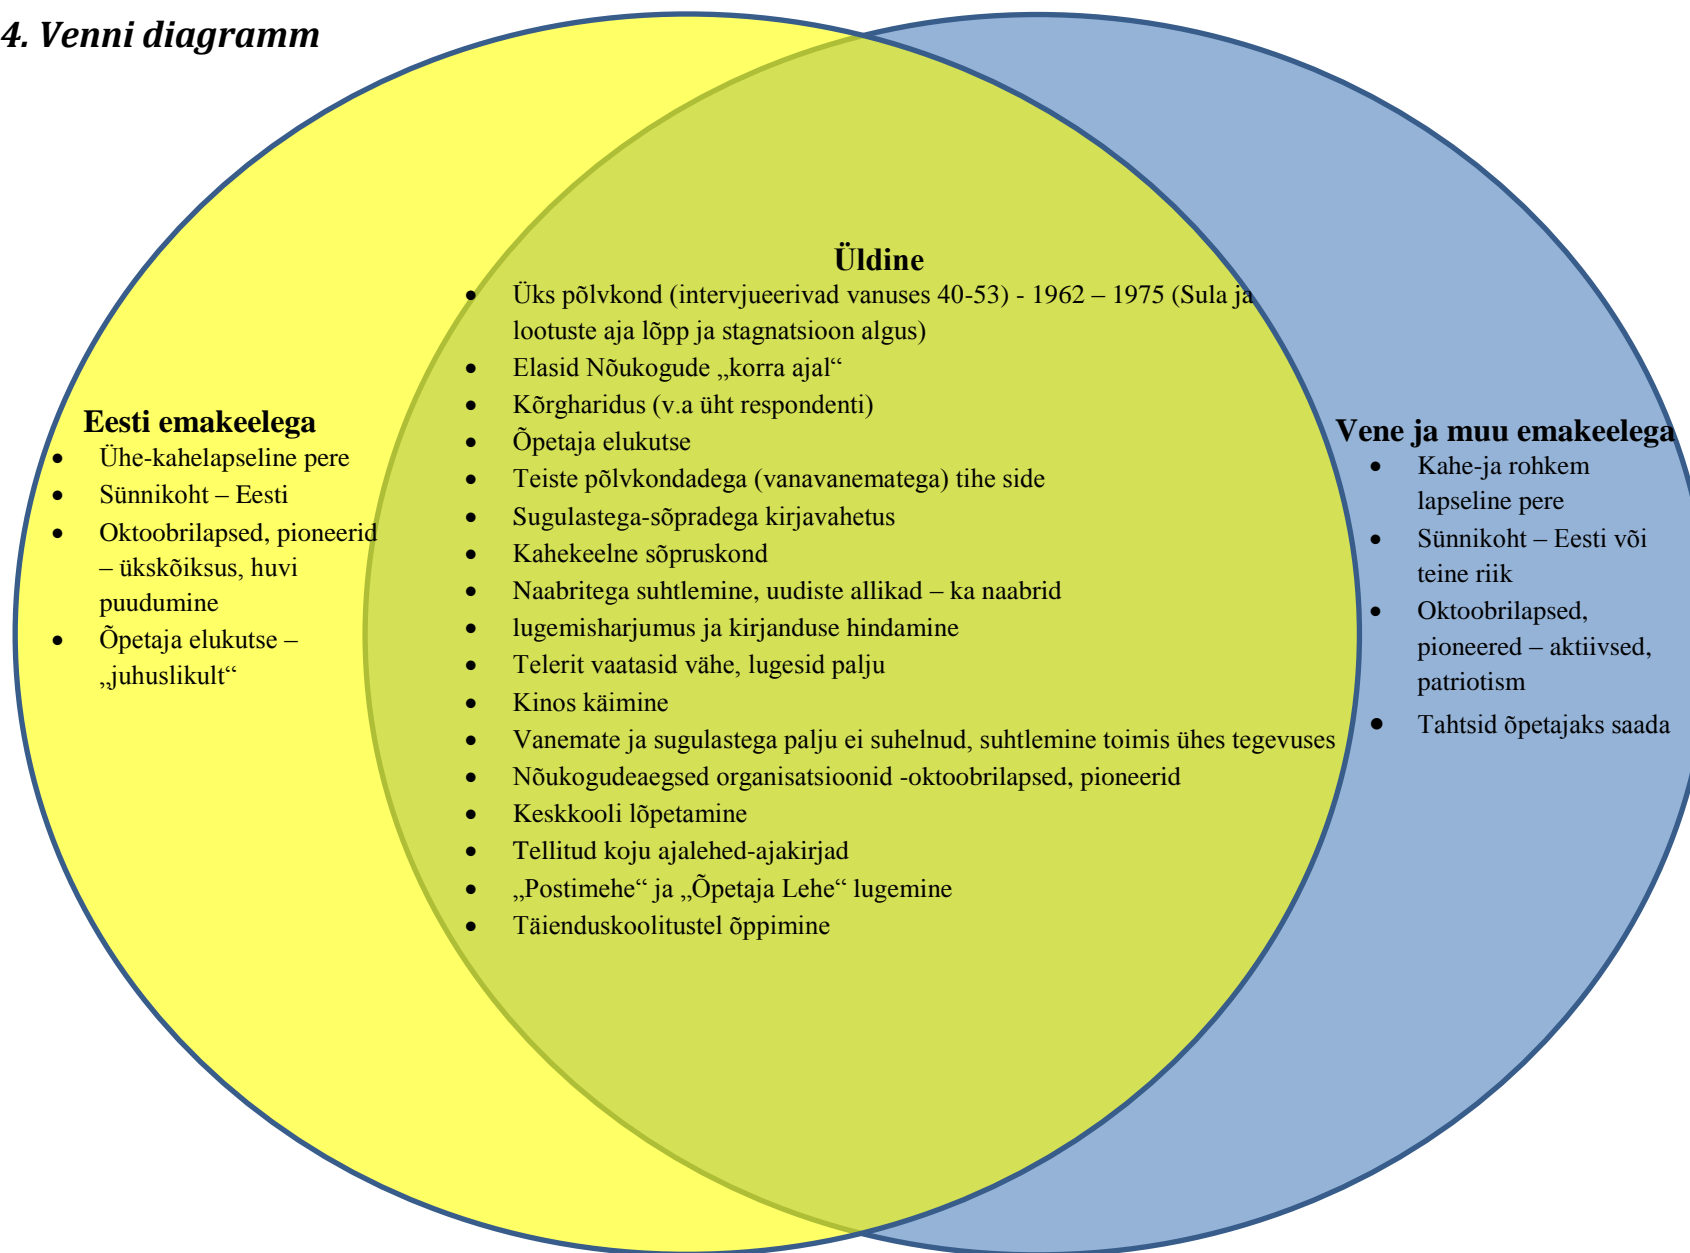 4. Venni diagramm
Eesti emakeelega
• Ühe-kahelapseline pere
• Sünnikoht – Eesti
• Oktoobrilapsed, pioneerid
– ükskõiksus, huvi
puudumine
• Õpetaja elukutse –
„juhuslikult“
Üldine
• Üks põlvkond (intervjueerivad vanuses 40-53) - 1962 – 1975 (Sula ja
lootuste aja lõpp ja stagnatsioon algus)
• Elasid Nõukogude „korra ajal“
• Kõrgharidus (v.a üht respondenti)
• Õpetaja elukutse
• Teiste põlvkondadega (vanavanematega) tihe side
• Sugulastega-sõpradega kirjavahetus
• Kahekeelne sõpruskond
• Naabritega suhtlemine, uudiste allikad – ka naabrid
• lugemisharjumus ja kirjanduse hindamine
• Telerit vaatasid vähe, lugesid palju
• Kinos käimine
• Vanemate ja sugulastega palju ei suhelnud, suhtlemine toimis ühes tegevuses
• Nõukogudeaegsed organisatsioonid -oktoobrilapsed, pioneerid
• Keskkooli lõpetamine
• Tellitud koju ajalehed-ajakirjad
• „Postimehe“ ja „Õpetaja Lehe“ lugemine
• Täienduskoolitustel õppimine
Vene ja muu emakeelega
• Kahe-ja rohkem
lapseline pere
• Sünnikoht – Eesti või
teine riik
• Oktoobrilapsed,
pioneered – aktiivsed,
patriotism
• Tahtsid õpetajaks saada